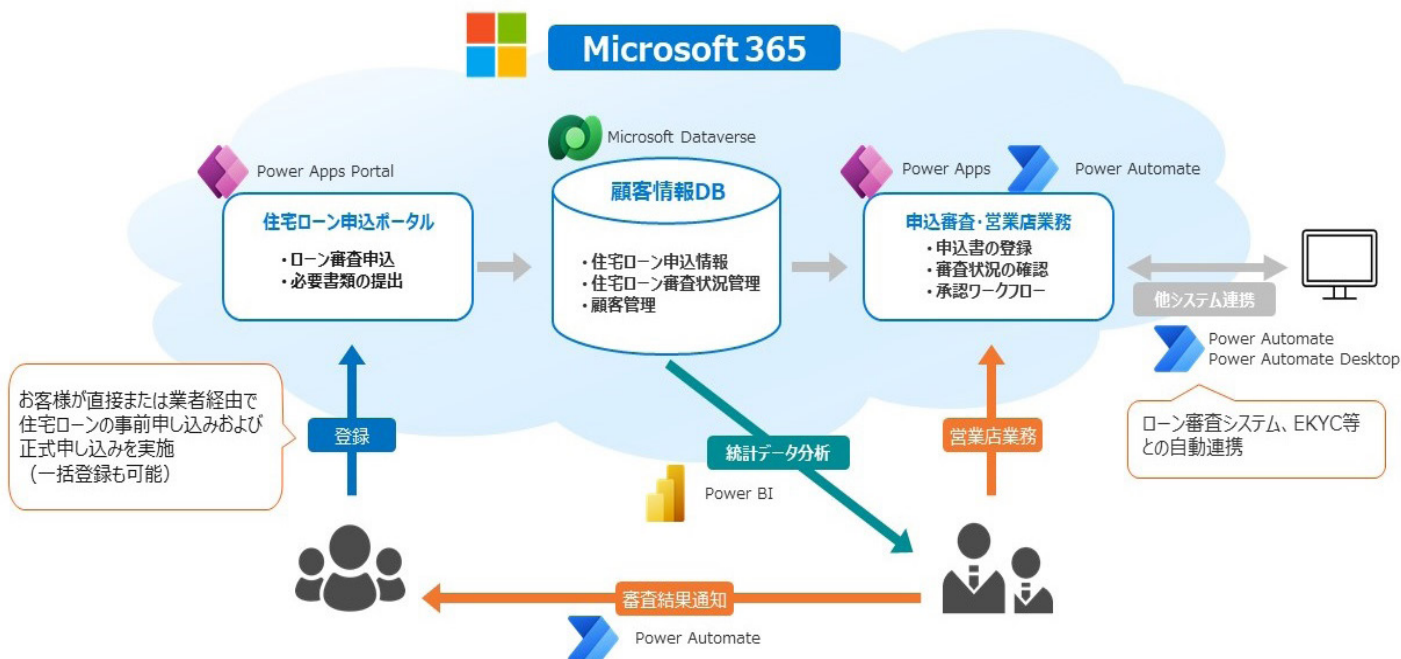 Microsoft 365
Microsoft Dataverse
Power Apps Portal
Power Apps
Power Automate
住宅ローン申込ポータル
・ローン審査申込
・必要書類の提出
顧客情報DB
・住宅ローン申込情報
・住宅ローン審査状況管理
・顧客管理
申込審査・営業店業務
・申込書の登録
・審査状況の確認
・承認ワークフロー
他システム連携
Power Automate
Power Automate Desktop
お客様が直接または業者経由で
住宅ローンの事前申し込みおよび
正式申し込みを実施
(一括登録も可能)
登録
統計データ分析
Power BI
営業店業務
ローン審査システム、EKYC等
との自動連携
審査結果通知
Power Automate